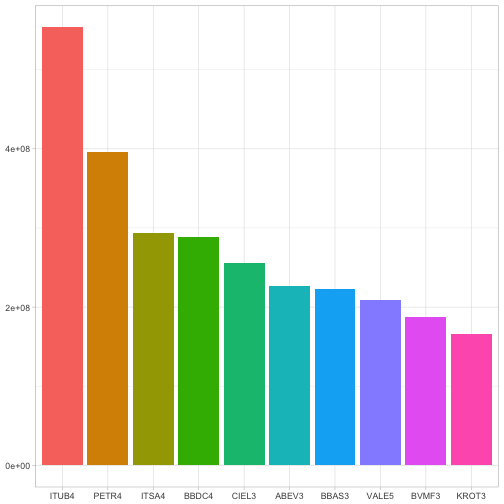 4e+08
2e+08
0e+00
ITUB4 PETR4 ITSA4 BBDC4 CIEL3 ABEV3 BBAS3 VALE5 BVMF3 KROT3